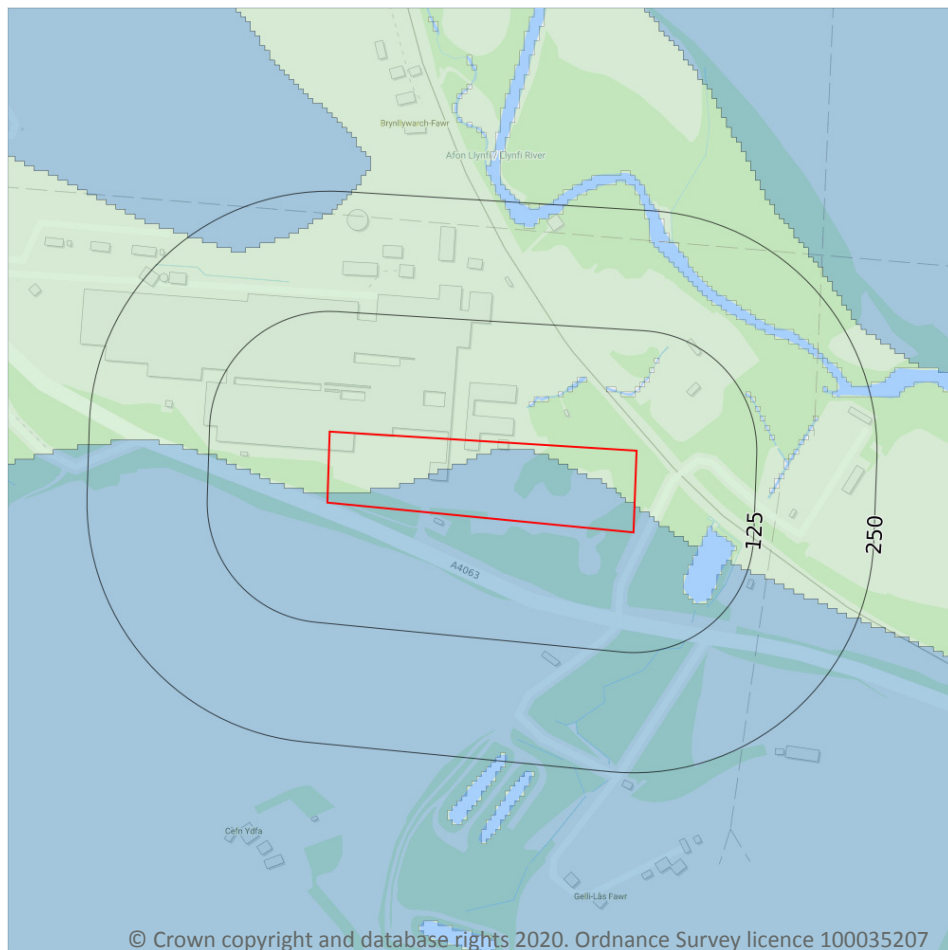 Brynllywarch-Fawr
Afon Llynfi / Llynfi River
125
250
A4063
Cefn Ydfa
Gelli-Lâs Fawr
© Crown copyright and database rights 2020. Ordnance Survey licence 100035207